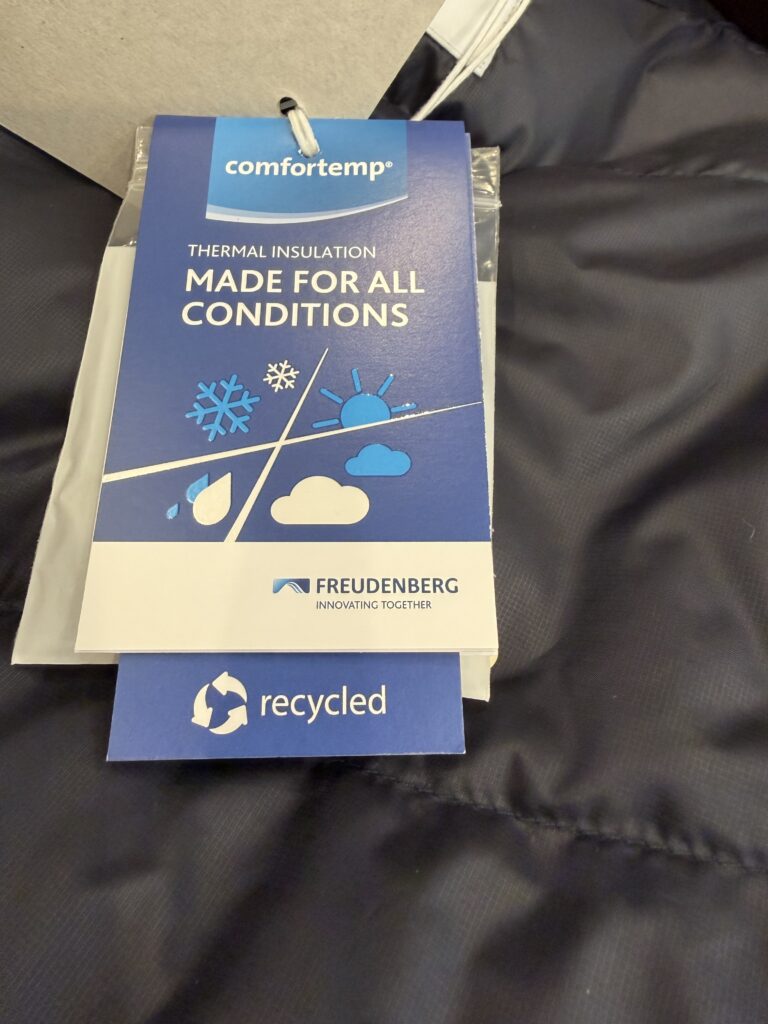 comfortemp®
THERMAL INSULATION
MADE FOR ALL
CONDITIONS
FREUDENBERG
INNOVATING TOGETHER
recycled